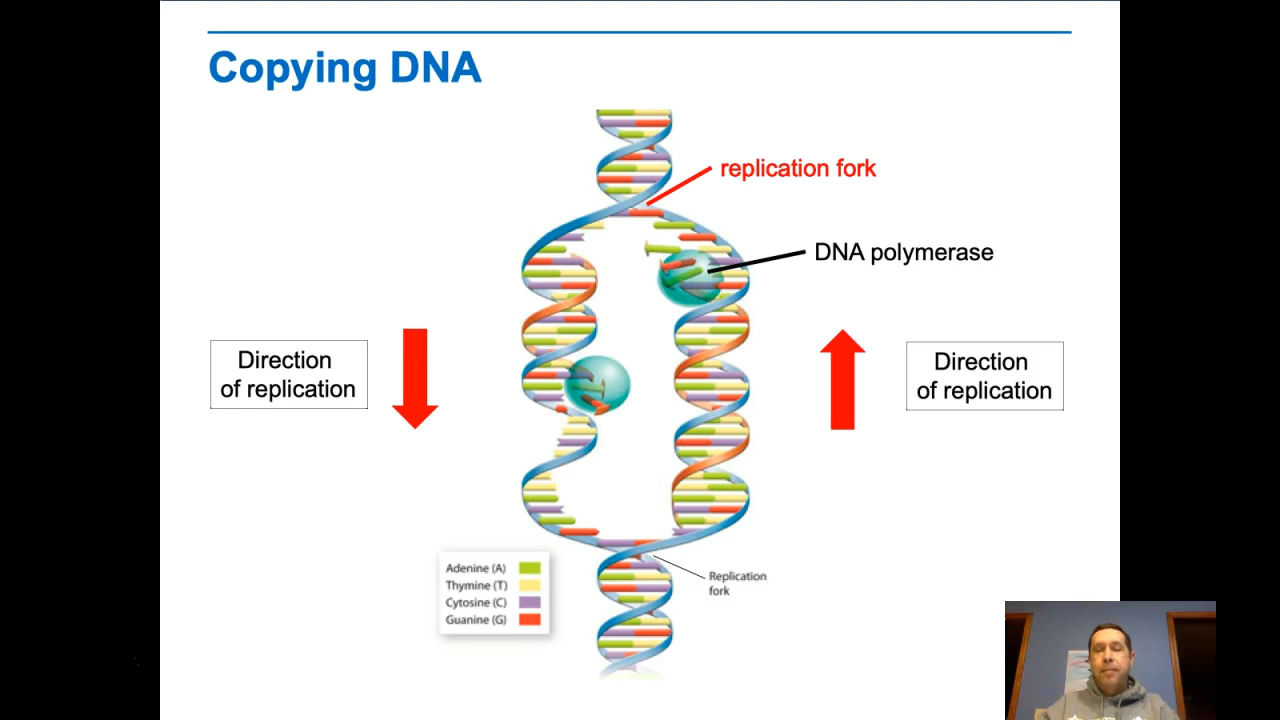 Copying DNA
replication fork
DNA polymerase
Direction
of replication
Direction
of replication
Adenine (A)
Thymine (T)
Cytosine (C)
Guanine (G)
Replication
fork